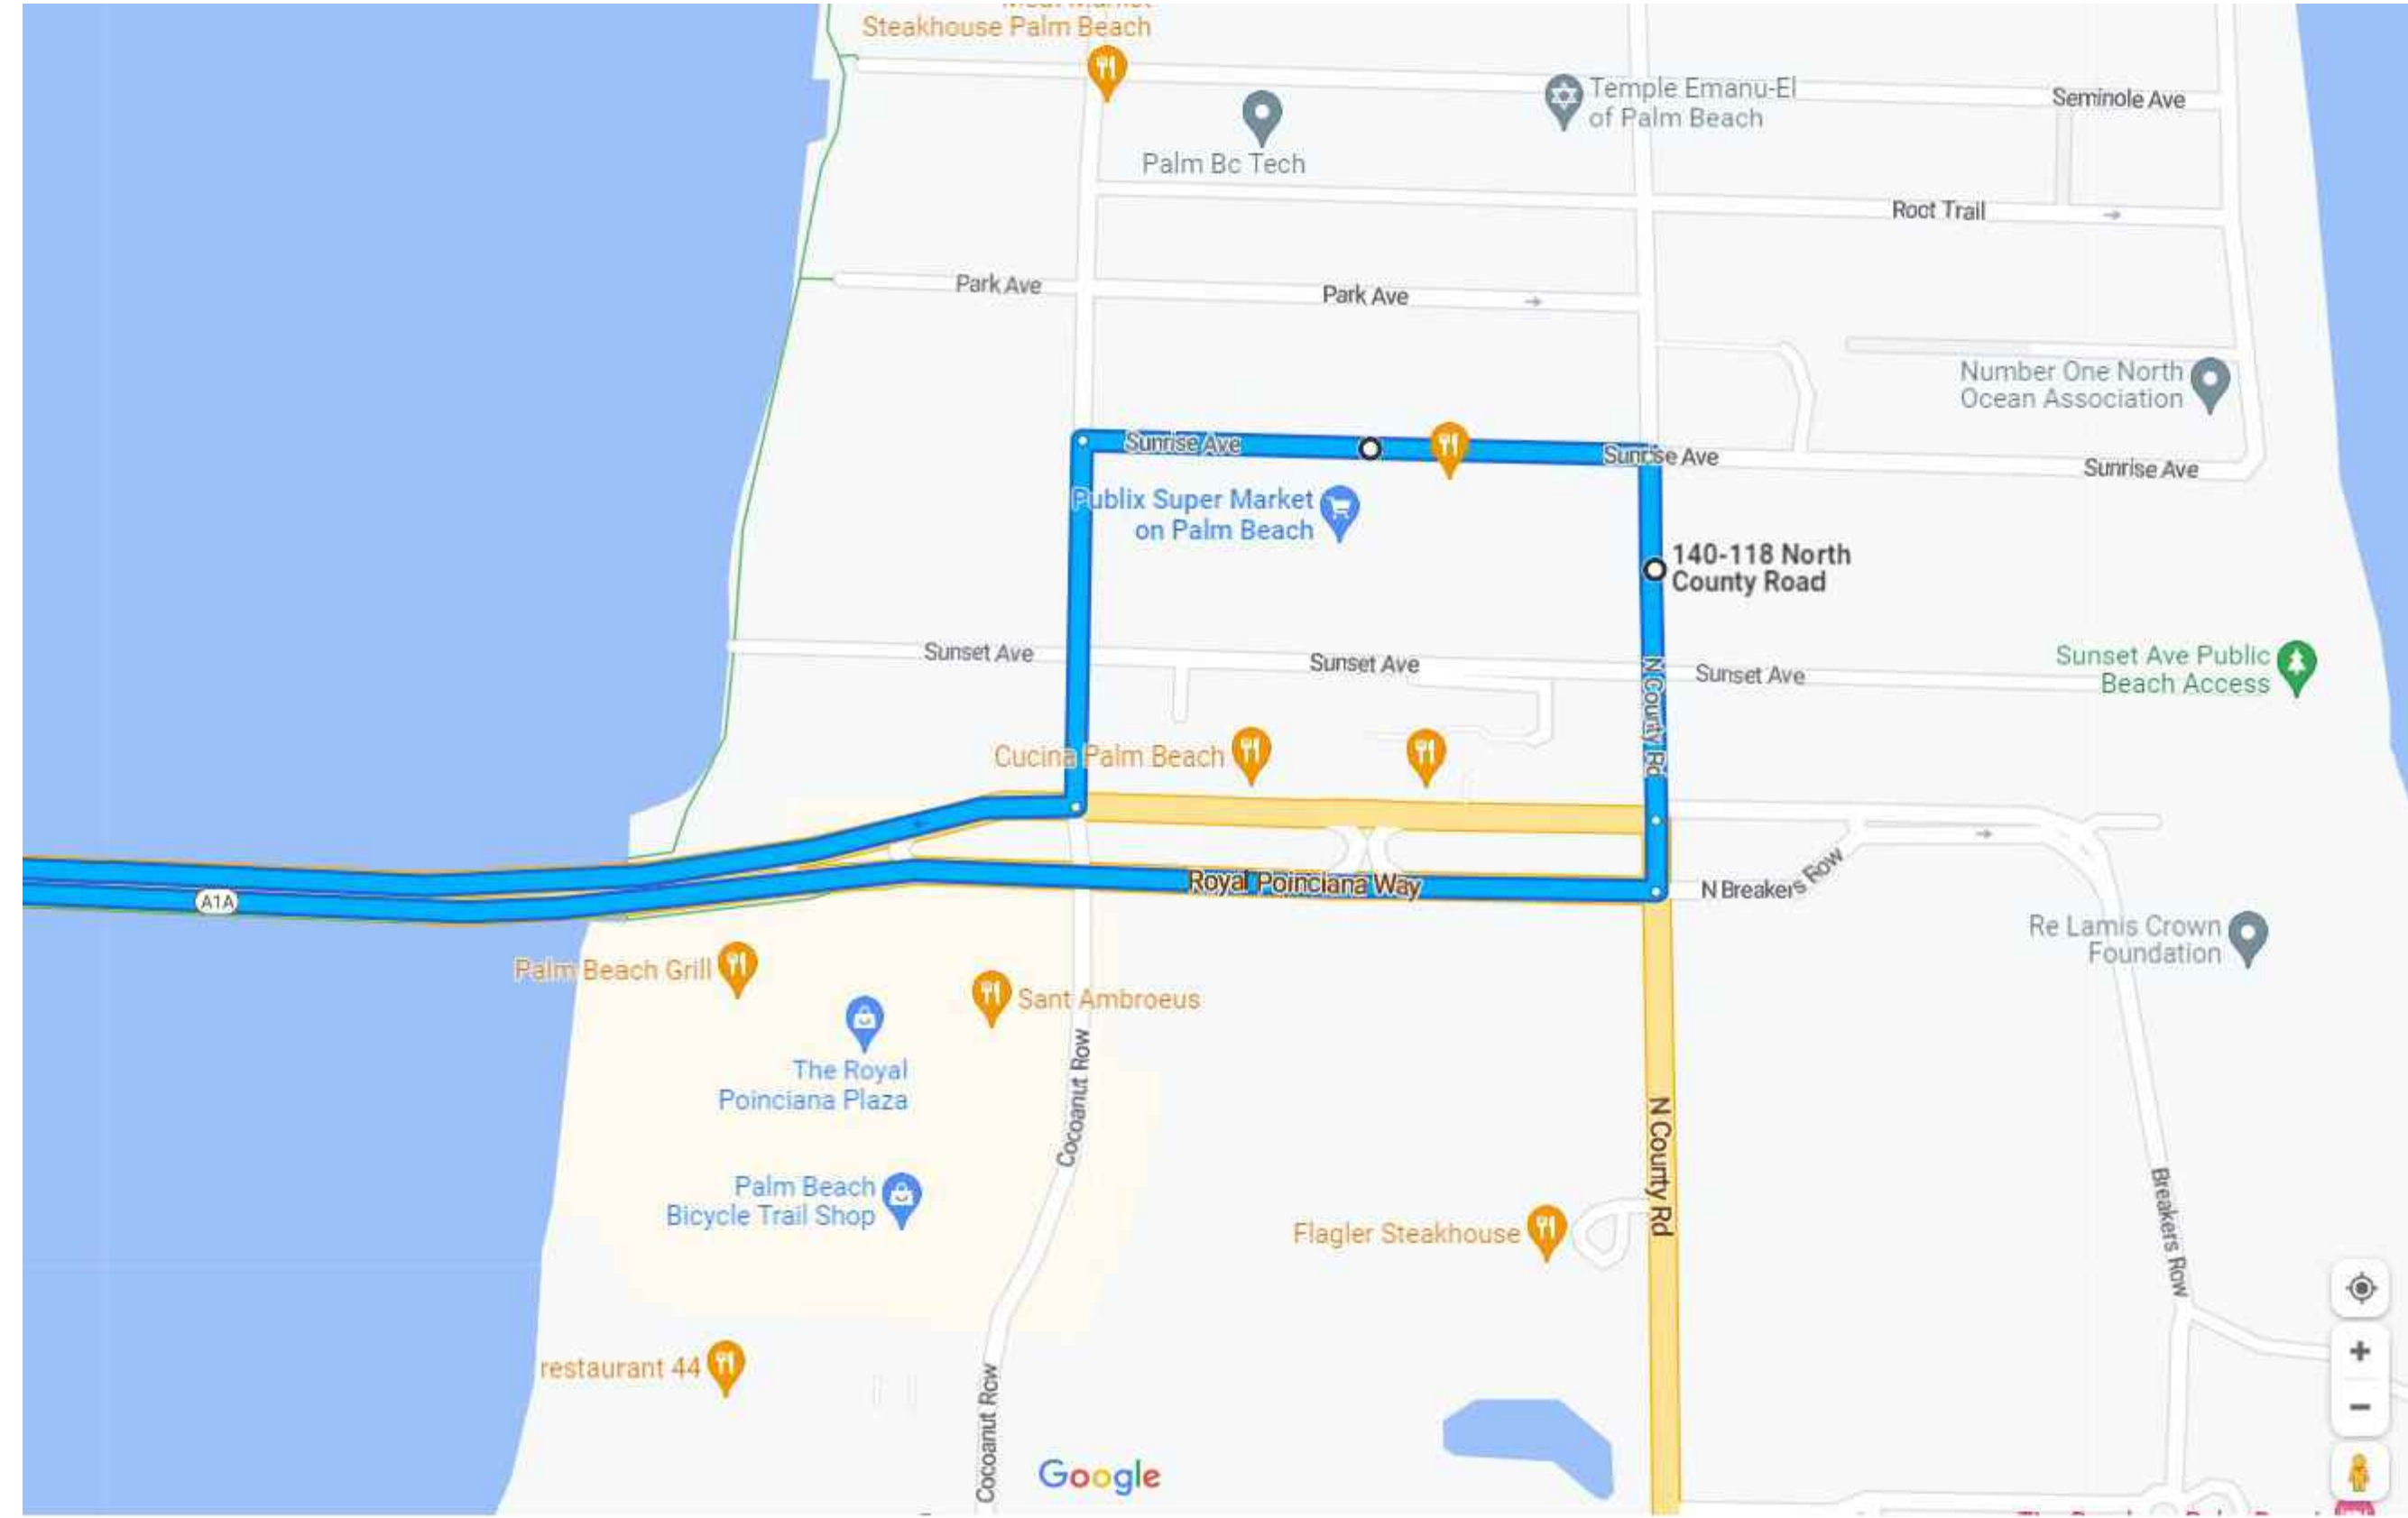 Steakhouse Palm Beach
Temple Emanu-El
of Palm Beach
Seminole Ave
Palm Bc Tech
Root Trail
Park Ave
Park Ave
Number One North
Ocean Association
Sunrise Ave
Sunrise Ave
Sunrise Ave
Publix Super Market
on Palm Beach
140-118 North
County Road
Sunset Ave
Sunset Ave
Sunset Ave
Sunset Ave Public
Beach Access
N County Rd
Cucina Palm Beach
A1A
Royal Poinciana Way
N Breakers Row
Re Lamis Crown
Foundation
Palm Beach Grill
Sant Ambroeus
The Royal
Poinciana Plaza
Cocoanut Row
N County Rd
Palm Beach
Bicycle Trail Shop
Flagler Steakhouse
Breakers Row
restaurant 44
Cocoanut Row
Google